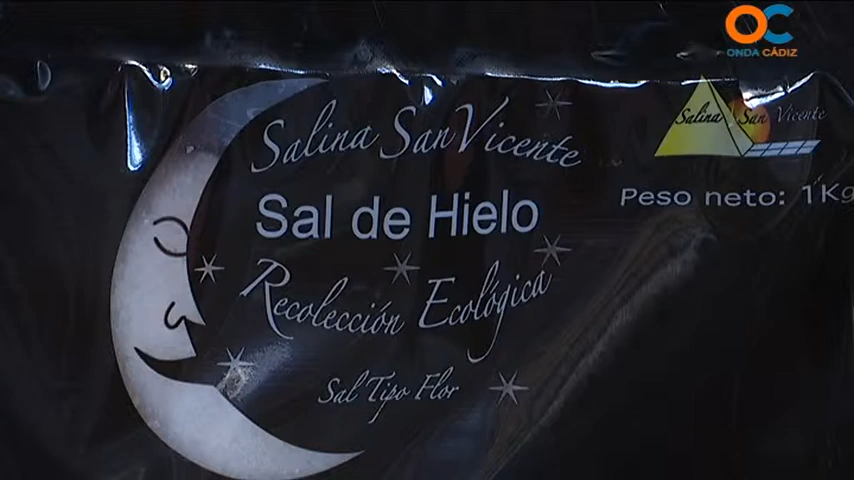 OC
ONDA CÁDIZ
Salina San Vicente
Salina San Vicente
Sal de Hielo
Peso neto: 1Kg
Recolección Ecológica
Sal Tipo Flor